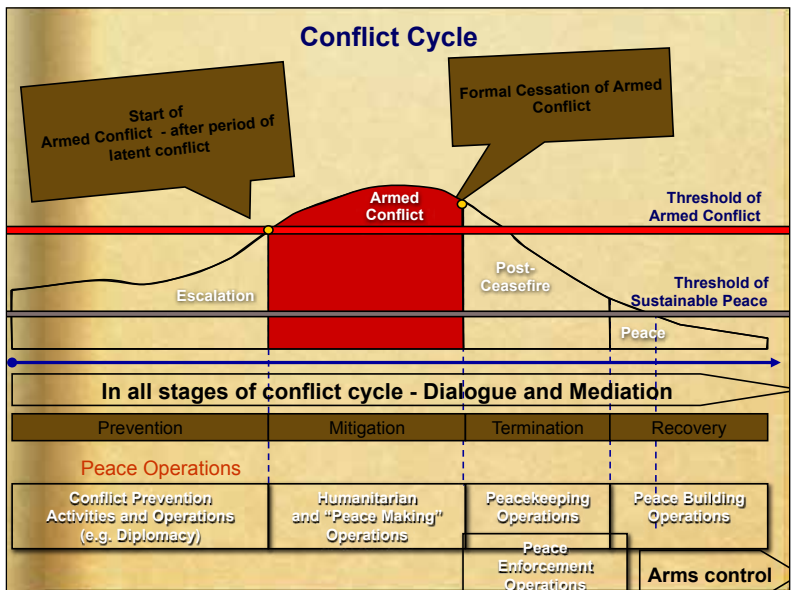 Conflict Cycle
Start of
Armed Conflict - after period of
latent conflict
Formal Cessation of Armed
Conflict
Armed
Conflict
Threshold of
Armed Conflict
Escalation
Post-
Ceasefire
Threshold of
Sustainable Peace
Peace
In all stages of conflict cycle - Dialogue and Mediation
Prevention
Mitigation
Termination
Recovery
Peace Operations
Conflict Prevention
Activities and Operations
(e.g. Diplomacy)
Humanitarian
and “Peace Making”
Operations
Peacekeeping
Operations
Peace Building
Operations
Peace
Enforcement
Operations
Arms control